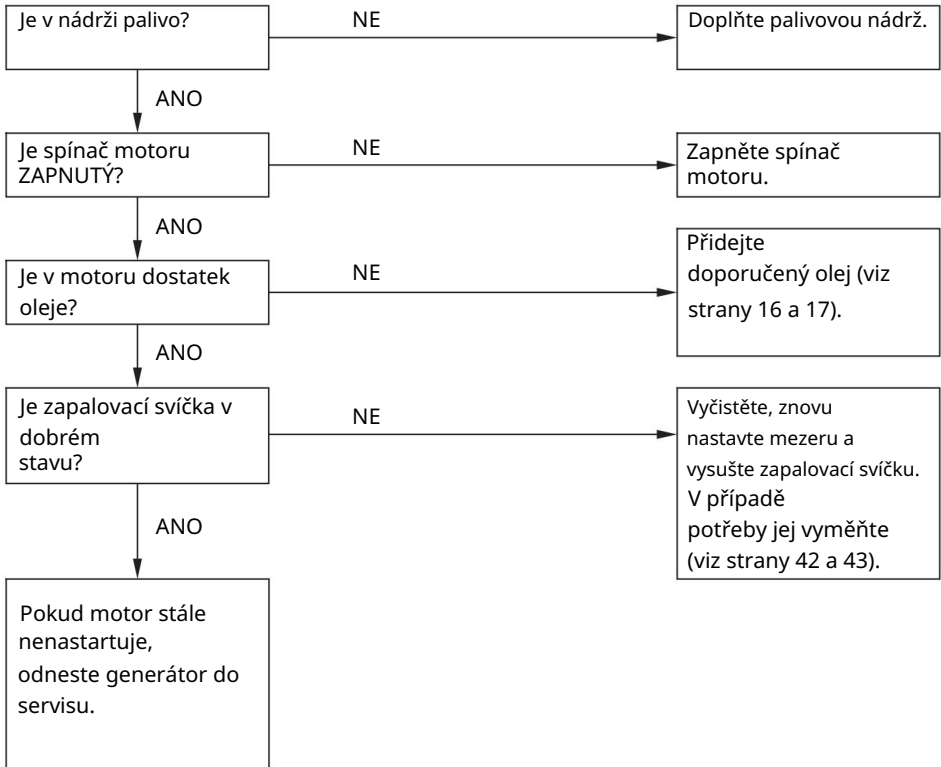 Je v nádrži palivo?
NE
Doplňte palivovou nádrž.
ANO
Je spínač motoru
ZAPNUTÝ?
NE
Zapněte spínač
motoru.
ANO
Je v motoru dostatek
oleje?
NE
Přidejte
doporučený olej (viz
strany 16 a 17).
ANO
Je zapalovací svíčka v
dobrém
stavu?
NE
Vyčistěte, znovu
nastavte mezeru a
vysušte zapalovací svíčku.
V případě
potřeby jej vyměňte
(viz strany 42 a 43).
ANO
Pokud motor stále
nenastartuje,
odneste generátor do
servisu.